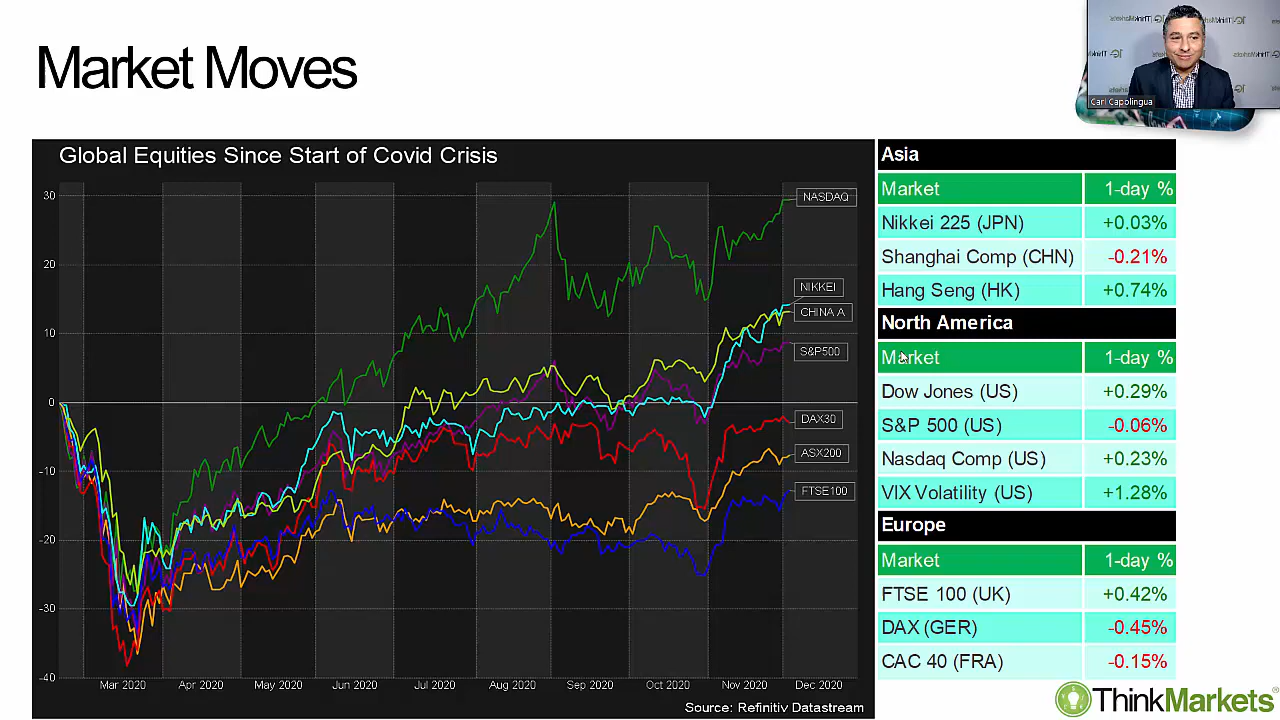 Market Moves
Carl Capolingua
Global Equities Since Start of Covid Crisis
30
20
10
0
-10
-20
-30
-40
NASDAQ
NIKKEI
CHINA A
S&P500
DAX30
ASX200
FTSE100
Mar 2020 Apr 2020 May 2020 Jun 2020 Jul 2020 Aug 2020 Sep 2020 Oct 2020 Nov 2020 Dec 2020
Source: Refinitiv Datastream
Asia
Market 1-day %
Nikkei 225 (JPN) +0.03%
Shanghai Comp (CHN) -0.21%
Hang Seng (HK) +0.74%
North America
Market 1-day %
Dow Jones (US) +0.29%
S&P 500 (US) -0.06%
Nasdaq Comp (US) +0.23%
VIX Volatility (US) +1.28%
Europe
Market 1-day %
FTSE 100 (UK) +0.42%
DAX (GER) -0.45%
CAC 40 (FRA) -0.15%
ThinkMarkets®